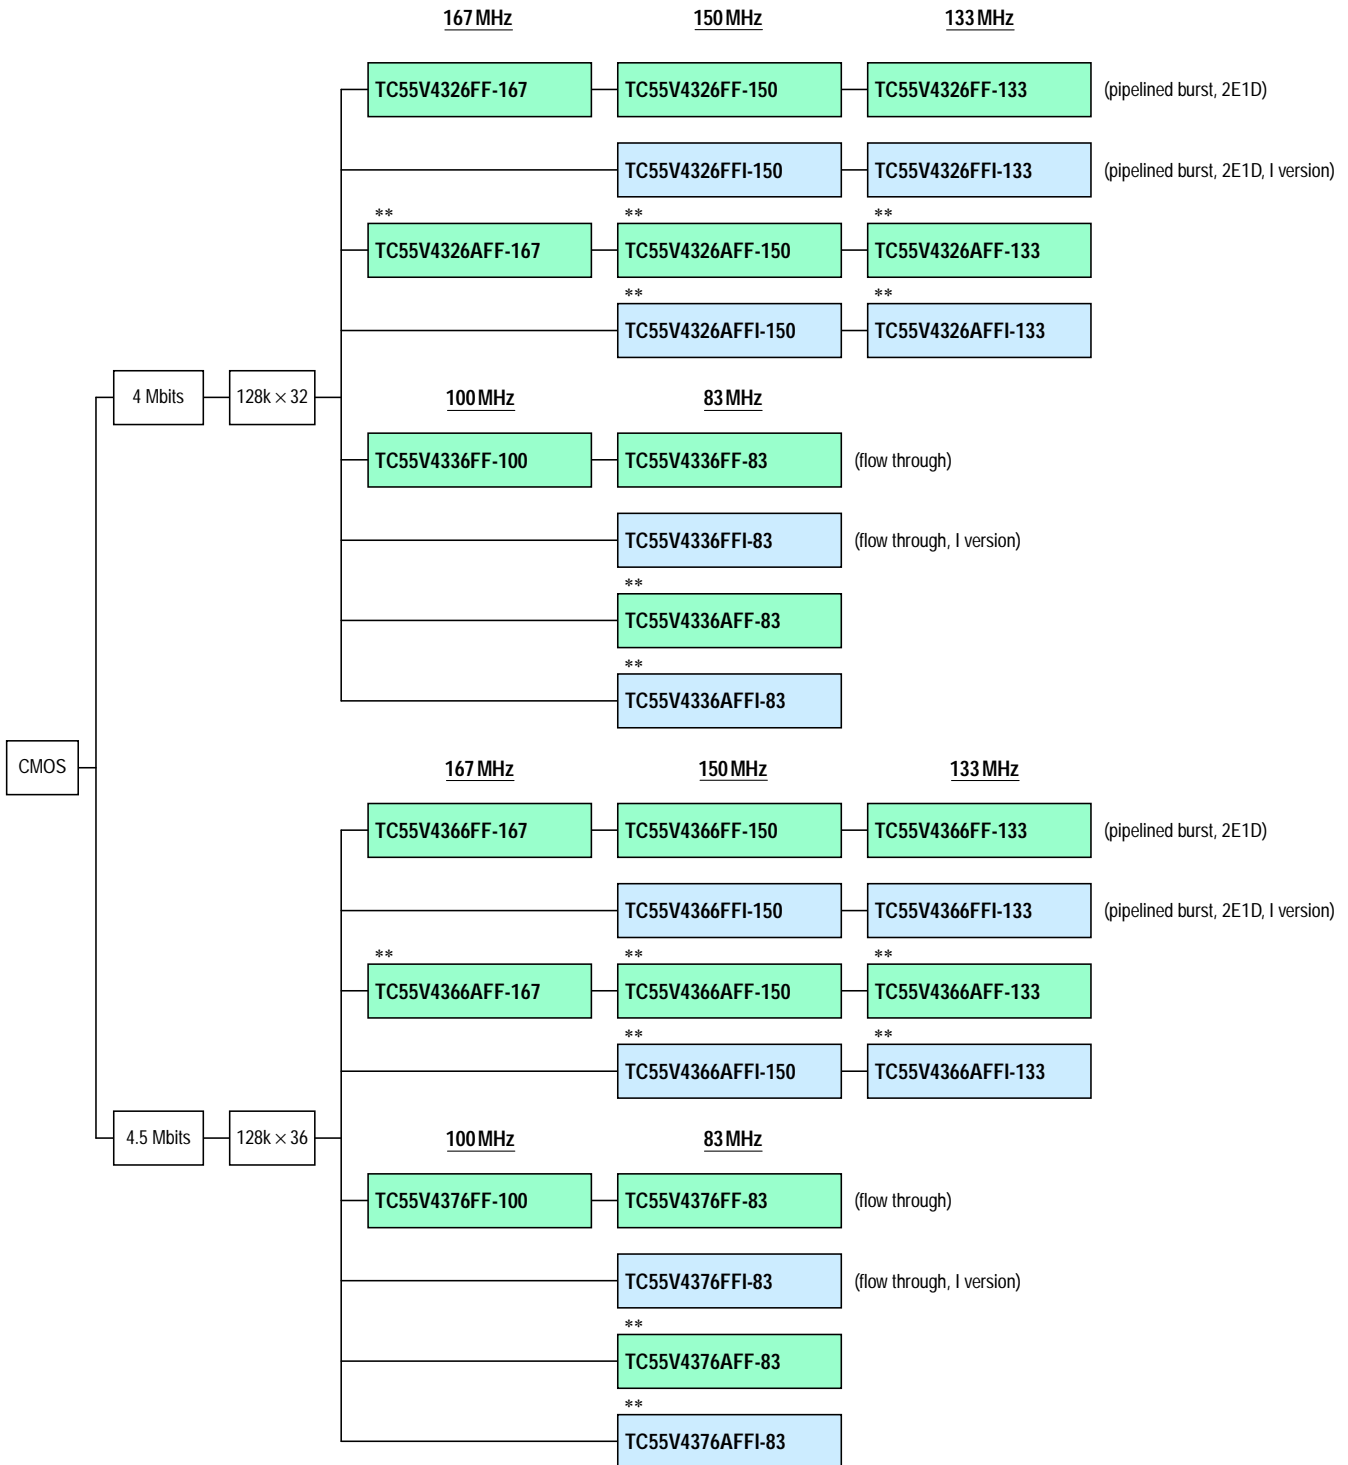 167 MHz 150 MHz 133 MHz
TC55V4326FF-167 TC55V4326FF-150 TC55V4326FF-133 (pipelined burst, 2E1D)
TC55V4326FFI-150 TC55V4326FFI-133 (pipelined burst, 2E1D, I version)
** ** **
TC55V4326AFF-167 TC55V4326AFF-150 TC55V4326AFF-133
** **
TC55V4326AFFI-150 TC55V4326AFFI-133
4 Mbits 128k × 32 100 MHz 83 MHz
TC55V4336FF-100 TC55V4336FF-83 (flow through)
TC55V4336FFI-83 (flow through, I version)
**
TC55V4336AFF-83
**
TC55V4336AFFI-83
CMOS 167 MHz 150 MHz 133 MHz
TC55V4366FF-167 TC55V4366FF-150 TC55V4366FF-133 (pipelined burst, 2E1D)
TC55V4366FFI-150 TC55V4366FFI-133 (pipelined burst, 2E1D, I version)
** ** **
TC55V4366AFF-167 TC55V4366AFF-150 TC55V4366AFF-133
** **
TC55V4366AFFI-150 TC55V4366AFFI-133
4.5 Mbits 128k × 36 100 MHz 83 MHz
TC55V4376FF-100 TC55V4376FF-83 (flow through)
TC55V4376FFI-83 (flow through, I version)
**
TC55V4376AFF-83
**
TC55V4376AFFI-83